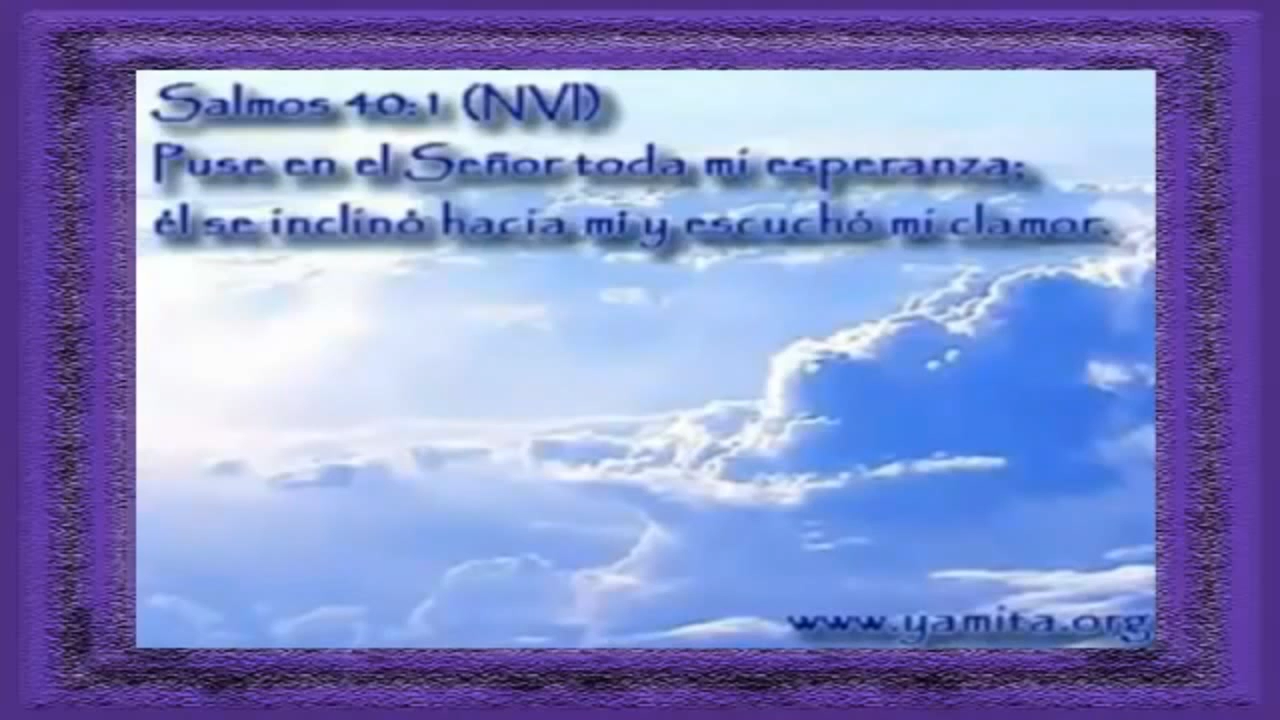 Salmos 40:1 (NVI)
Puse en el Señor toda mi esperanza;
él se inclinó hacia mi y escuchó mi clamor.
www.yamita.org